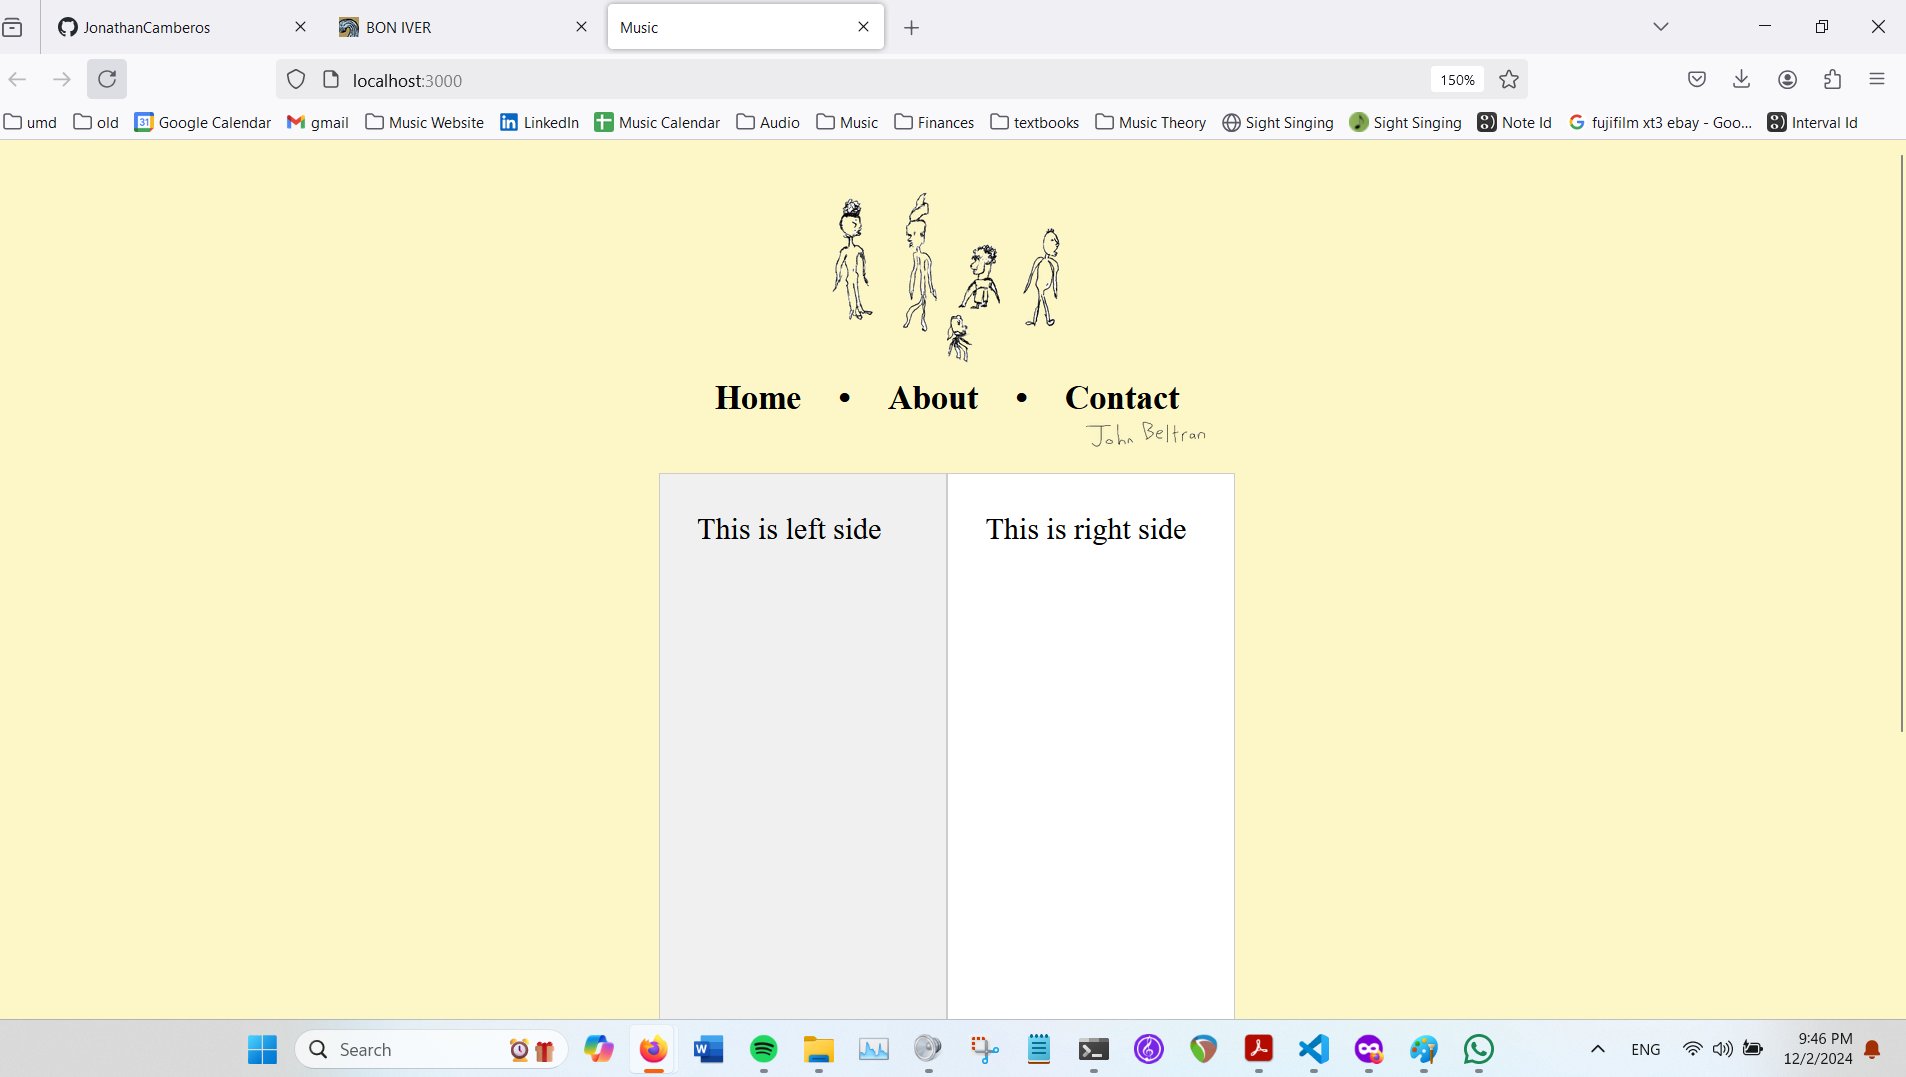 JonathanCamberos
BON IVER
Music
localhost:3000
150%
umd
old
31
Google Calendar
gmail
Music Website
LinkedIn
Music Calendar
Audio
Music
Finances
textbooks
Music Theory
Sight Singing
Sight Singing
Note Id
fujifilm xt3 ebay - Goo...
Interval Id
Home • About • Contact
John Beltran
This is left side
This is right side
Search
ENG
9:46 PM
12/2/2024